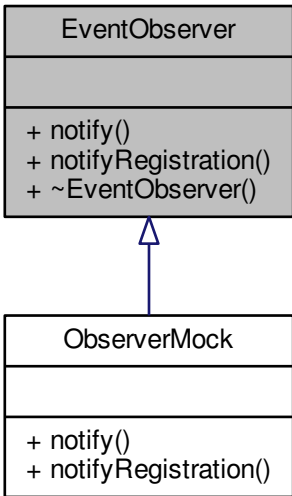 EventObserver
+ notify()
+ notifyRegistration()
+ ~EventObserver()
ObserverMock
+ notify()
+ notifyRegistration()